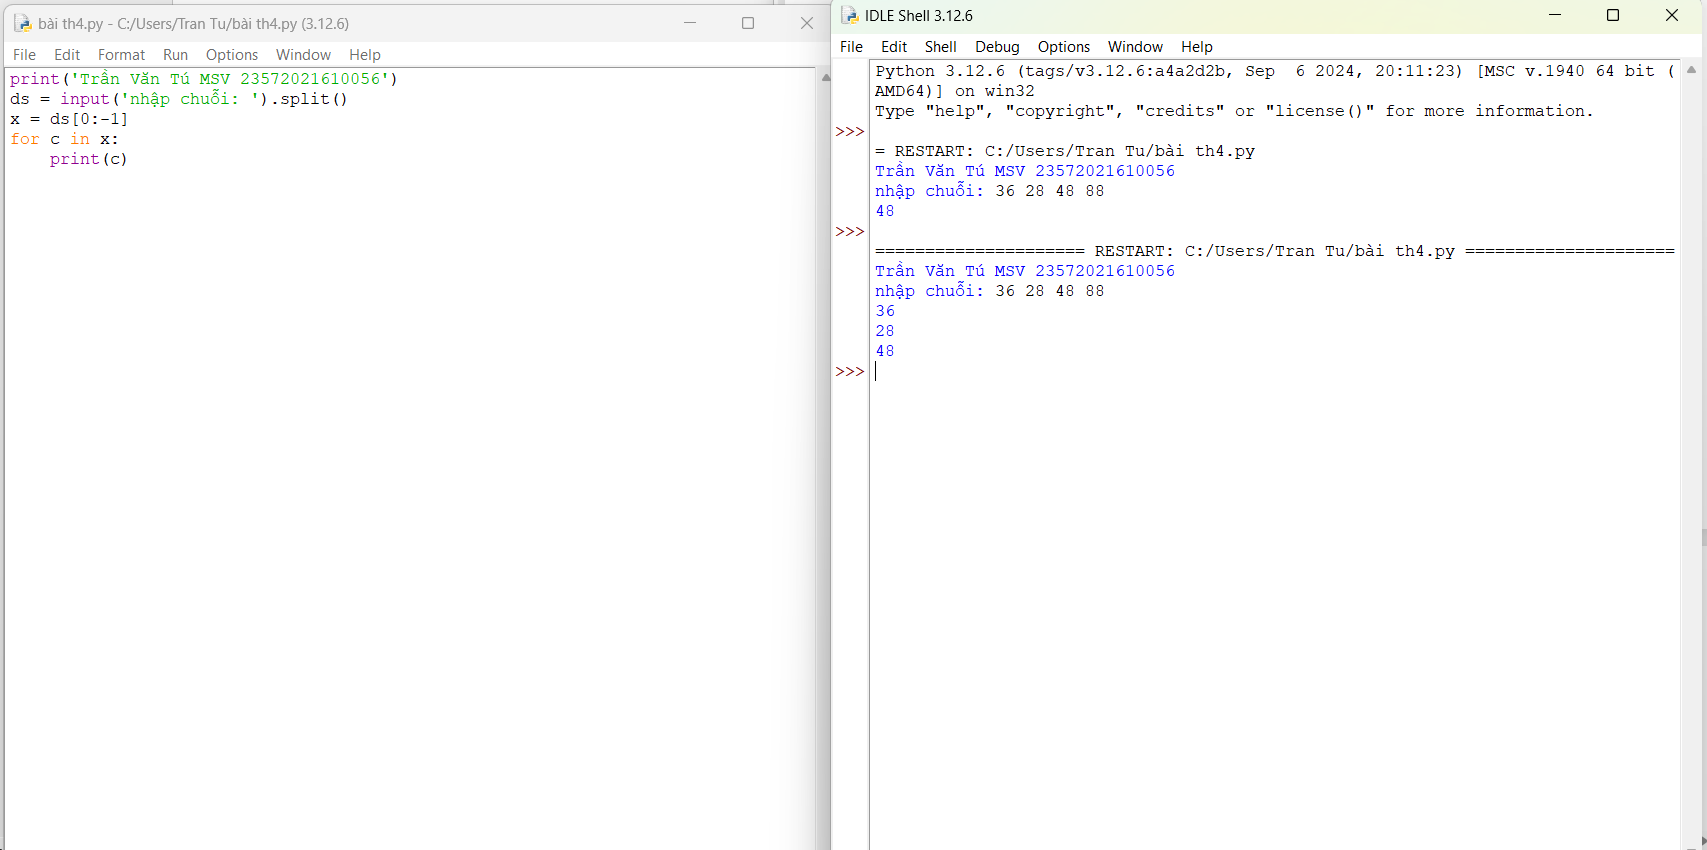 bài th4.py - C:/Users/Tran Tu/bài th4.py (3.12.6)
File Edit Format Run Options Window Help
print('Trần Văn Tú MSV 23572021610056')
ds = input('nhập chuỗi: ').split()
x = ds[0:-1]
for c in x:
    print(c)
IDLE Shell 3.12.6
File Edit Shell Debug Options Window Help
Python 3.12.6 (tags/v3.12.6:a4a2d2b, Sep  6 2024, 20:11:23) [MSC v.1940 64 bit (
AMD64)] on win32
Type "help", "copyright", "credits" or "license()" for more information.
>>>
= RESTART: C:/Users/Tran Tu/bài th4.py
Trần Văn Tú MSV 23572021610056
nhập chuỗi: 36 28 48 88
48
>>>
===================== RESTART: C:/Users/Tran Tu/bài th4.py =====================
Trần Văn Tú MSV 23572021610056
nhập chuỗi: 36 28 48 88
36
28
48
>>>